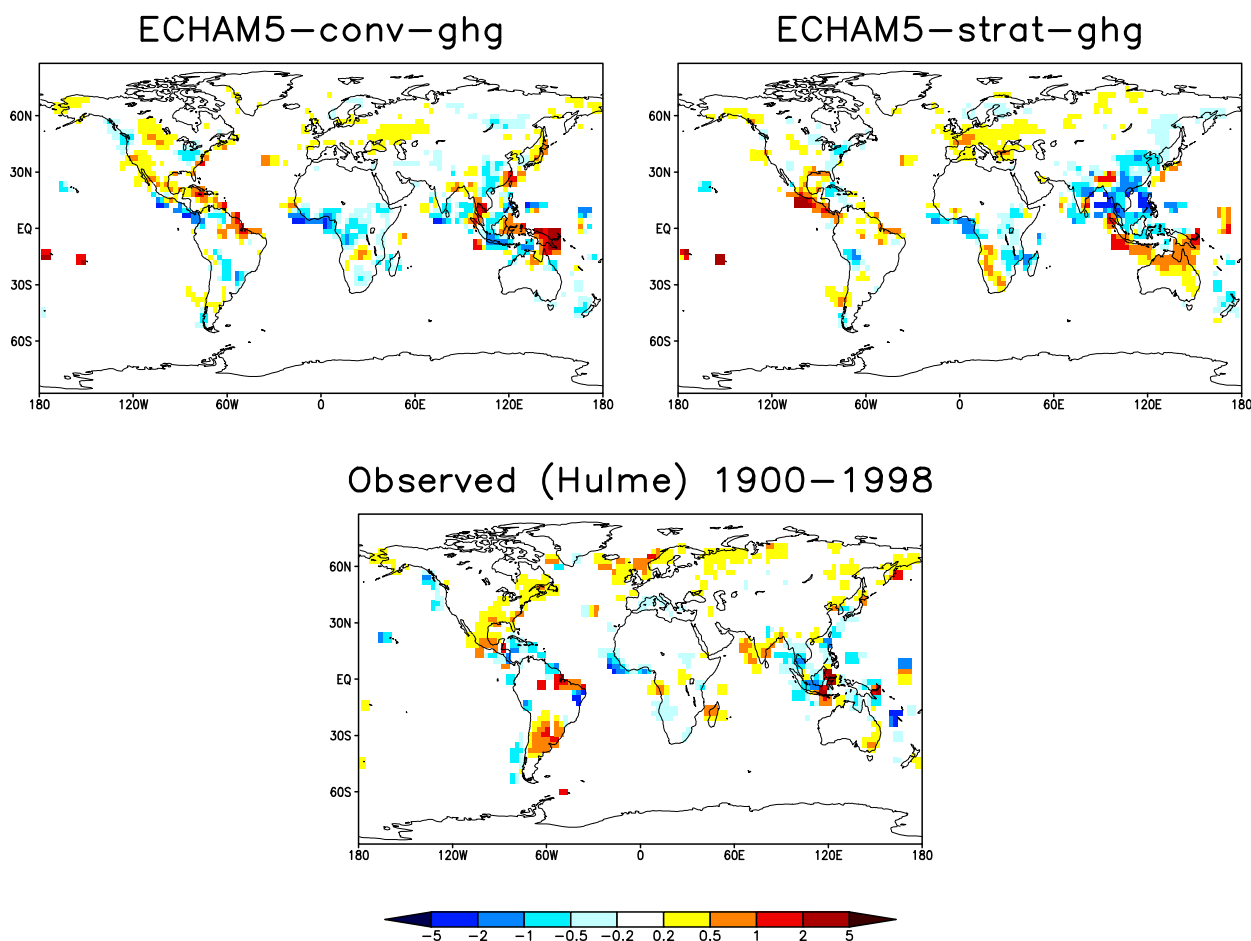 ECHAM5-conv-ghg
ECHAM5-strat-ghg
60N
30N
EQ
30S
60S
180 120W 60W 0 60E 120E 180
60N
30N
EQ
30S
60S
180 120W 60W 0 60E 120E 180
Observed (Hulme) 1900-1998
60N
30N
EQ
30S
60S
180 120W 60W 0 60E 120E 180
-5 -2 -1 -0.5 -0.2 0.2 0.5 1 2 5